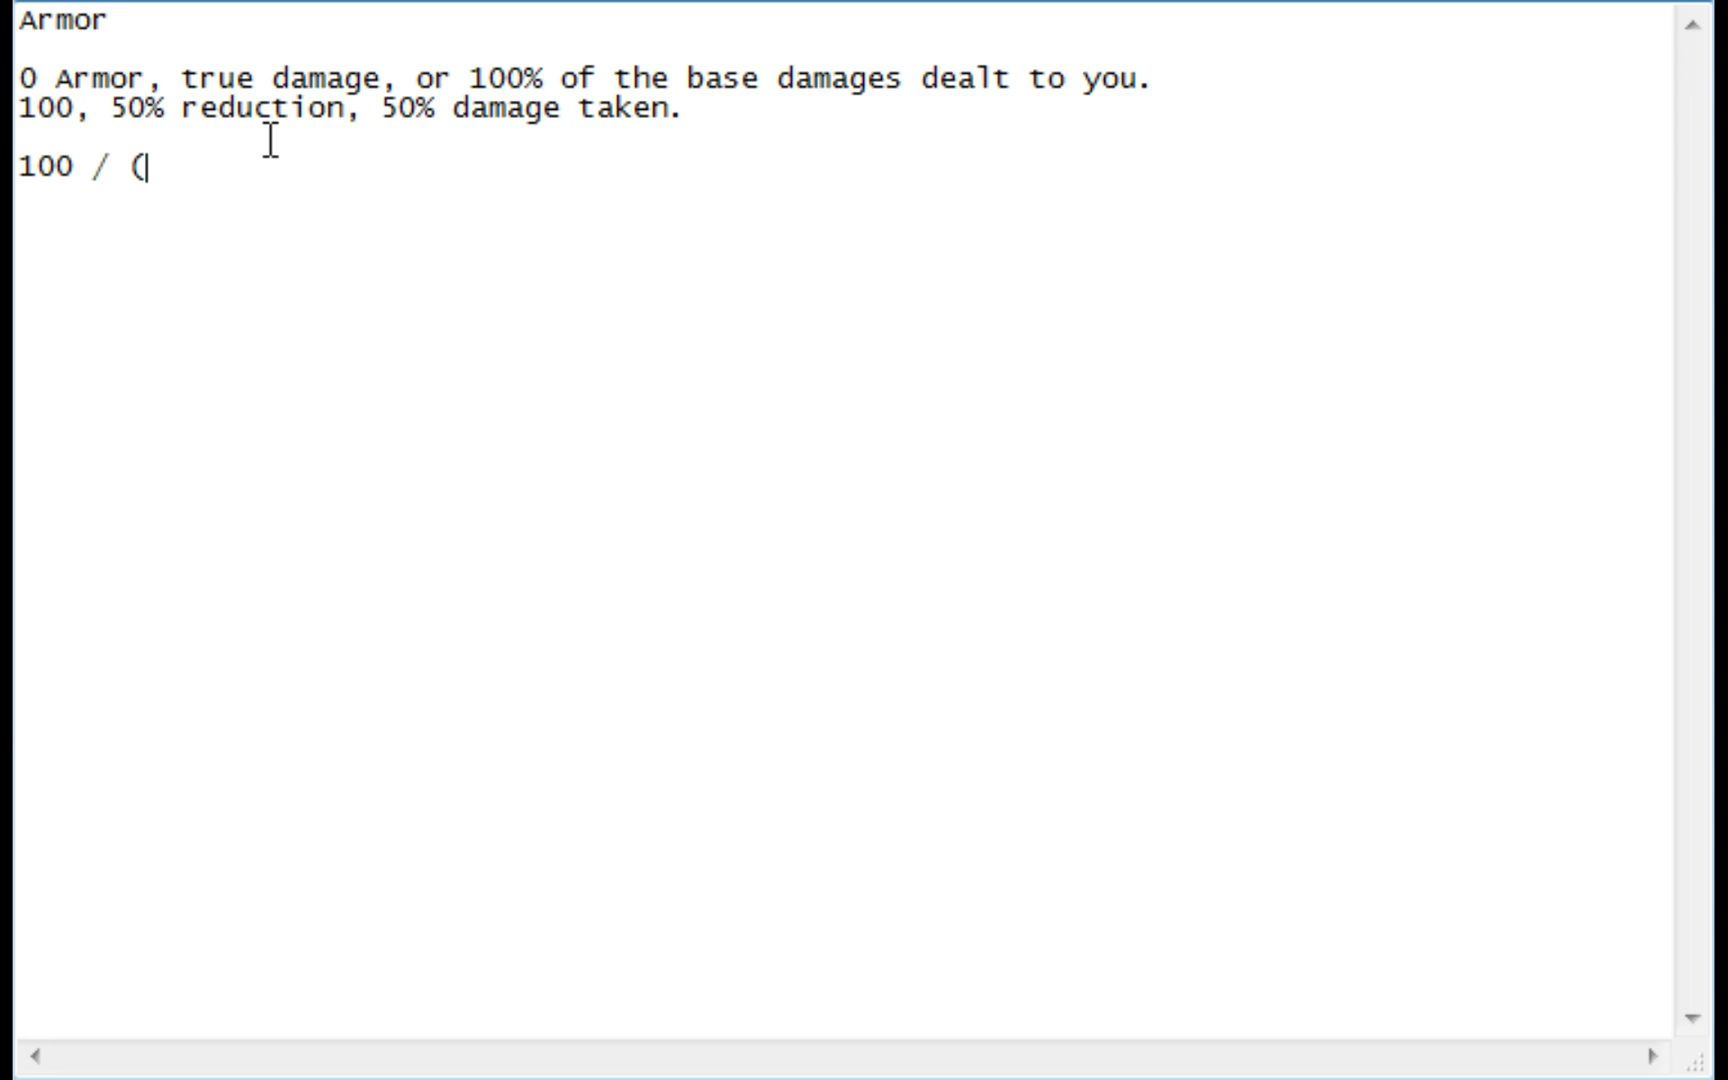 Armor
0 Armor, true damage, or 100% of the base damages dealt to you.
100, 50% reduction, 50% damage taken.
100 / (